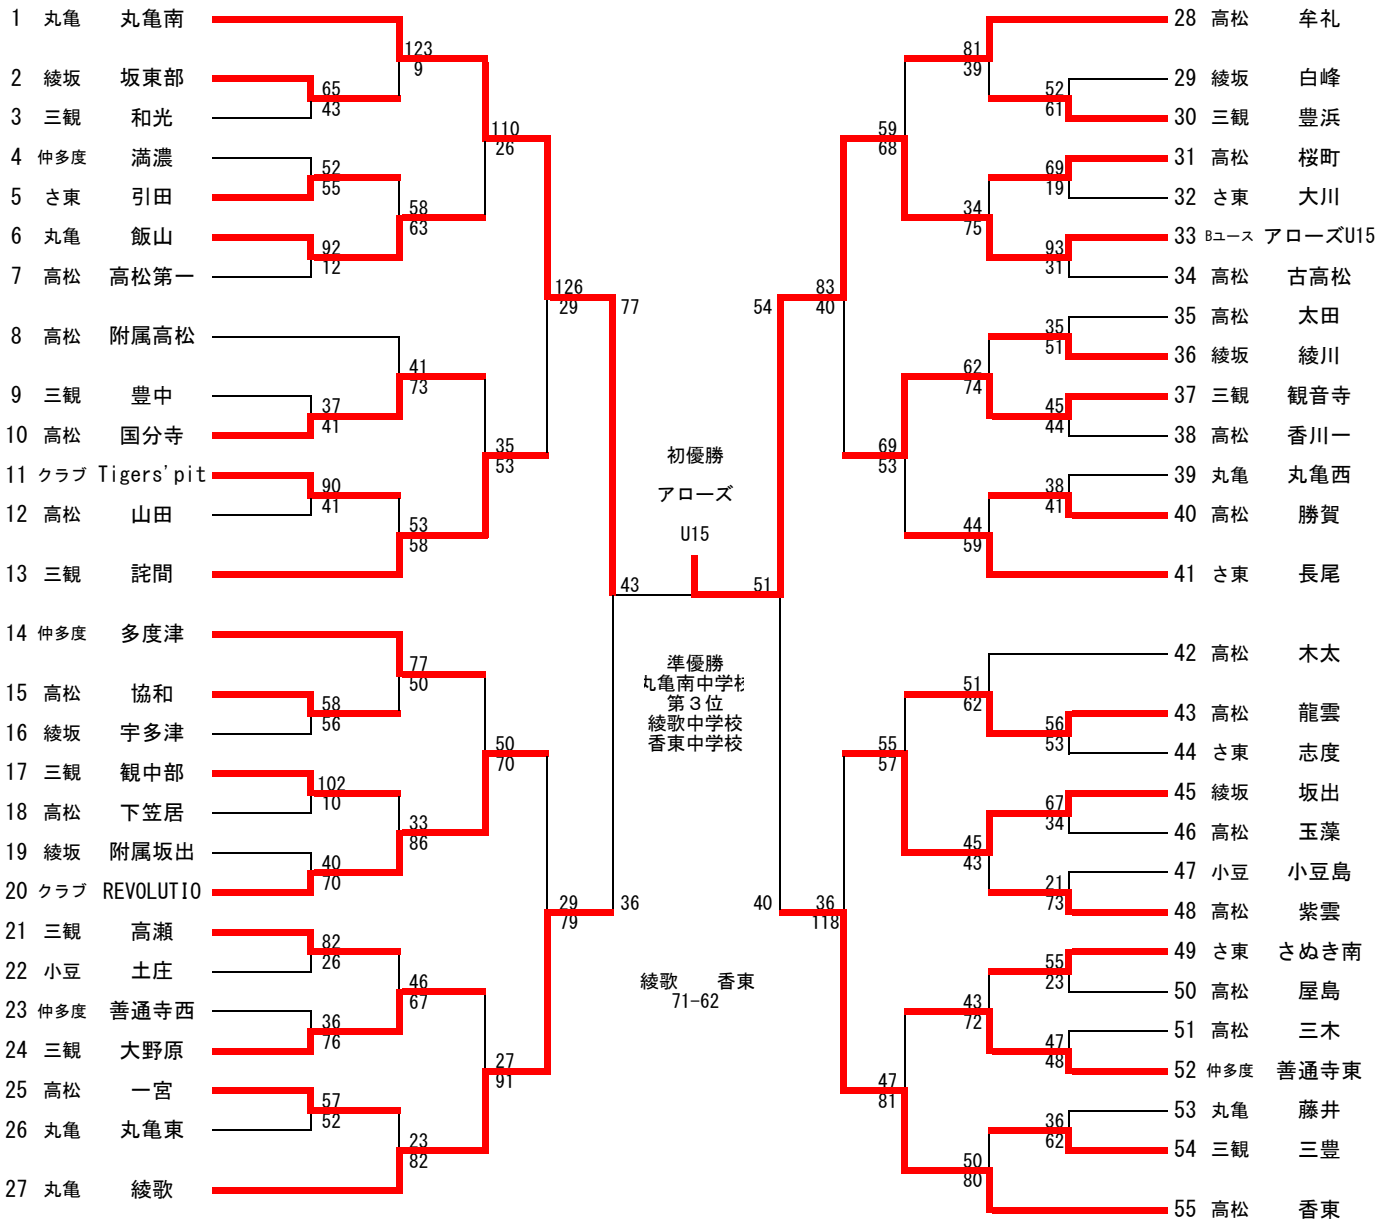 1 丸亀 丸亀南
2 綾坂 坂東部
3 三観 和光
4 仲多度 満濃
5 さ東 引田
6 丸亀 飯山
7 高松 高松第一
8 高松 附属高松
9 三観 豊中
10 高松 国分寺
11 クラブ Tigers'pit
12 高松 山田
13 三観 詫間
14 仲多度 多度津
15 高松 協和
16 綾坂 宇多津
17 三観 観中部
18 高松 下笠居
19 綾坂 附属坂出
20 クラブ REVOLUTIO
21 三観 高瀬
22 小豆 土庄
23 仲多度 善通寺西
24 三観 大野原
25 高松 一宮
26 丸亀 丸亀東
27 丸亀 綾歌
65
43
52
55
92
12
37
41
90
41
58
56
102
10
40
70
82
26
36
76
57
52
123
9
58
63
41
73
53
58
77
50
33
86
46
67
23
82
110
26
35
53
50
70
27
91
126
29
29
79
77
36
43
初優勝
アローズ
U15
51
準優勝
丸亀南中学校
第３位
綾歌中学校
香東中学校
綾歌 香東
71-62
54
40
83
40
36
118
59
68
69
53
55
57
47
81
81
39
34
75
62
74
44
59
51
62
45
43
43
72
50
80
52
61
69
19
93
31
35
51
45
44
38
41
56
53
67
34
21
73
55
23
47
48
36
62
28 高松 牟礼
29 綾坂 白峰
30 三観 豊浜
31 高松 桜町
32 さ東 大川
33 Bユース アローズU15
34 高松 古高松
35 高松 太田
36 綾坂 綾川
37 三観 観音寺
38 高松 香川一
39 丸亀 丸亀西
40 高松 勝賀
41 さ東 長尾
42 高松 木太
43 高松 龍雲
44 さ東 志度
45 綾坂 坂出
46 高松 玉藻
47 小豆 小豆島
48 高松 紫雲
49 さ東 さぬき南
50 高松 屋島
51 高松 三木
52 仲多度 善通寺東
53 丸亀 藤井
54 三観 三豊
55 高松 香東